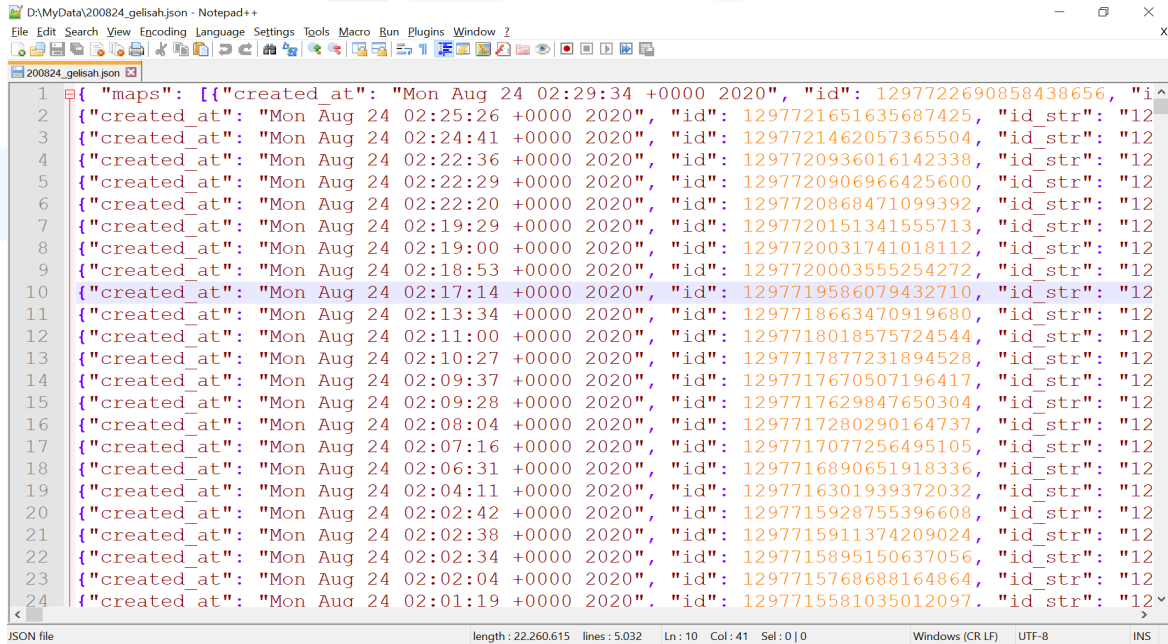 D:\MyData\200824_gelisah.json - Notepad++
File Edit Search View Encoding Language Settings Tools Macro Run Plugins Window ?
X
200824_gelisah.json
1 { "maps": [{"created_at": "Mon Aug 24 02:29:34 +0000 2020", "id": 1297722690858438656, "i
2 {"created_at": "Mon Aug 24 02:25:26 +0000 2020", "id": 1297721651635687425, "id_str": "12
3 {"created_at": "Mon Aug 24 02:24:41 +0000 2020", "id": 1297721462057365504, "id_str": "12
4 {"created_at": "Mon Aug 24 02:22:36 +0000 2020", "id": 1297720936016142338, "id_str": "12
5 {"created_at": "Mon Aug 24 02:22:29 +0000 2020", "id": 1297720906966425600, "id_str": "12
6 {"created_at": "Mon Aug 24 02:22:20 +0000 2020", "id": 1297720868471099392, "id_str": "12
7 {"created_at": "Mon Aug 24 02:19:29 +0000 2020", "id": 1297720151341555713, "id_str": "12
8 {"created_at": "Mon Aug 24 02:19:00 +0000 2020", "id": 1297720031741018112, "id_str": "12
9 {"created_at": "Mon Aug 24 02:18:53 +0000 2020", "id": 1297720003555254272, "id_str": "12
10 {"created_at": "Mon Aug 24 02:17:14 +0000 2020", "id": 1297719586079432710, "id_str": "12
11 {"created_at": "Mon Aug 24 02:13:34 +0000 2020", "id": 1297718663470919680, "id_str": "12
12 {"created_at": "Mon Aug 24 02:11:00 +0000 2020", "id": 1297718018575724544, "id_str": "12
13 {"created_at": "Mon Aug 24 02:10:27 +0000 2020", "id": 1297717877231894528, "id_str": "12
14 {"created_at": "Mon Aug 24 02:09:37 +0000 2020", "id": 1297717670507196417, "id_str": "12
15 {"created_at": "Mon Aug 24 02:09:28 +0000 2020", "id": 1297717629847650304, "id_str": "12
16 {"created_at": "Mon Aug 24 02:08:04 +0000 2020", "id": 1297717280290164737, "id_str": "12
17 {"created_at": "Mon Aug 24 02:07:16 +0000 2020", "id": 1297717077256495105, "id_str": "12
18 {"created_at": "Mon Aug 24 02:06:31 +0000 2020", "id": 1297716890651918336, "id_str": "12
19 {"created_at": "Mon Aug 24 02:04:11 +0000 2020", "id": 1297716301939372032, "id_str": "12
20 {"created_at": "Mon Aug 24 02:02:42 +0000 2020", "id": 1297715928755396608, "id_str": "12
21 {"created_at": "Mon Aug 24 02:02:38 +0000 2020", "id": 1297715911374209024, "id_str": "12
22 {"created_at": "Mon Aug 24 02:02:34 +0000 2020", "id": 1297715895150637056, "id_str": "12
23 {"created_at": "Mon Aug 24 02:02:04 +0000 2020", "id": 1297715768688164864, "id_str": "12
24 {"created_at": "Mon Aug 24 02:01:19 +0000 2020", "id": 1297715581035012097, "id_str": "12
JSON file length : 22.260.615 lines : 5.032 Ln : 10 Col : 41 Sel : 0 | 0 Windows (CR LF) UTF-8 INS